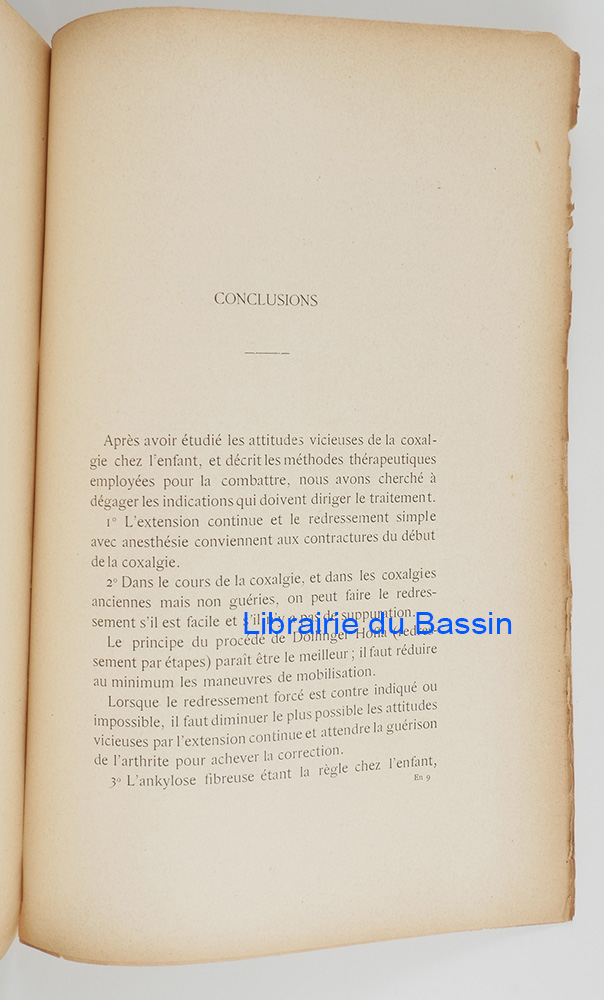 CONCLUSIONS
Après avoir étudié les attitudes vicieuses de la coxal-
gie chez l'enfant, et décrit les méthodes thérapeutiques
employées pour la combattre, nous avons cherché à
dégager les indications qui doivent diriger le traitement.
1° L'extension continue et le redressement simple
avec anesthésie conviennent aux contractures du début
de la coxalgie.
2° Dans le cours de la coxalgie, et dans les coxalgies
anciennes mais non guéries, on peut faire le redres-
sement s'il est facile et s'il n'y a pas de suppuration.
Librairie du Bassin
Le principe du procédé de Dollinger Hoffa (redres-
sement par étapes) paraît être le meilleur ; il faut réduire
au minimum les maneuvres de mobilisation.
Lorsque le redressement forcé est contre indiqué ou
impossible, il faut diminuer le plus possible les attitudes
vicieuses par l'extension continue et attendre la guérison
de l'arthrite pour achever la correction.
3° L'ankylose fibreuse étant la règle chez l'enfant,
En 9